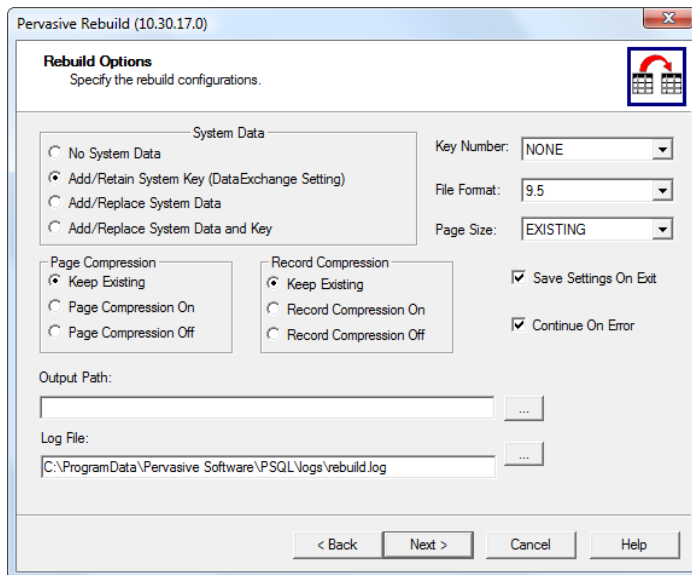 Pervasive Rebuild (10.30.17.0)
Rebuild Options
Specify the rebuild configurations.
System Data
No System Data
Add/Retain System Key (DataExchange Setting)
Add/Replace System Data
Add/Replace System Data and Key
Key Number: NONE
File Format: 9.5
Page Size: EXISTING
Page Compression
Keep Existing
Page Compression On
Page Compression Off
Record Compression
Keep Existing
Record Compression On
Record Compression Off
Save Settings On Exit
Continue On Error
Output Path:
...
Log File:
C:\ProgramData\Pervasive Software\PSQL\logs\rebuild.log
...
< Back Next > Cancel Help